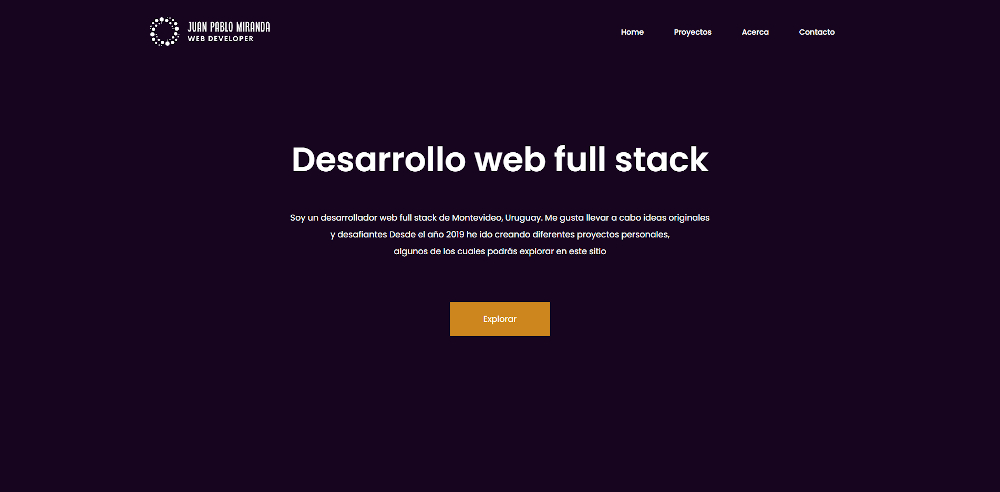 JUAN PABLO MIRANDA
WEB DEVELOPER
Home Proyectos Acerca Contacto
Desarrollo web full stack
Soy un desarrollador web full stack de Montevideo, Uruguay. Me gusta llevar a cabo ideas originales
y desafiantes Desde el año 2019 he ido creando diferentes proyectos personales,
algunos de los cuales podrás explorar en este sitio
Explorar